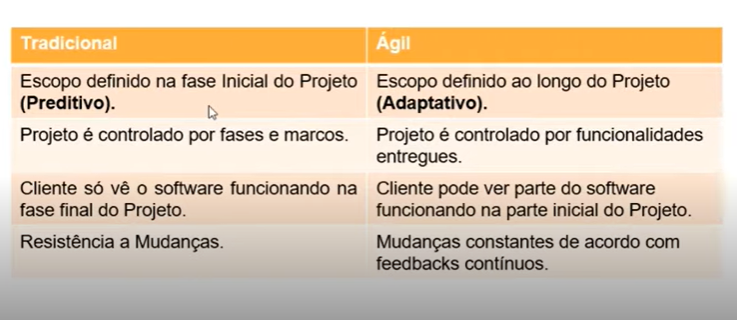 Tradicional
Ágil
Escopo definido na fase Inicial do Projeto
(Preditivo).
Escopo definido ao longo do Projeto
(Adaptativo).
Projeto é controlado por fases e marcos.
Projeto é controlado por funcionalidades
entregues.
Cliente só vê o software funcionando na
fase final do Projeto.
Cliente pode ver parte do software
funcionando na parte inicial do Projeto.
Resistência a Mudanças.
Mudanças constantes de acordo com
feedbacks contínuos.